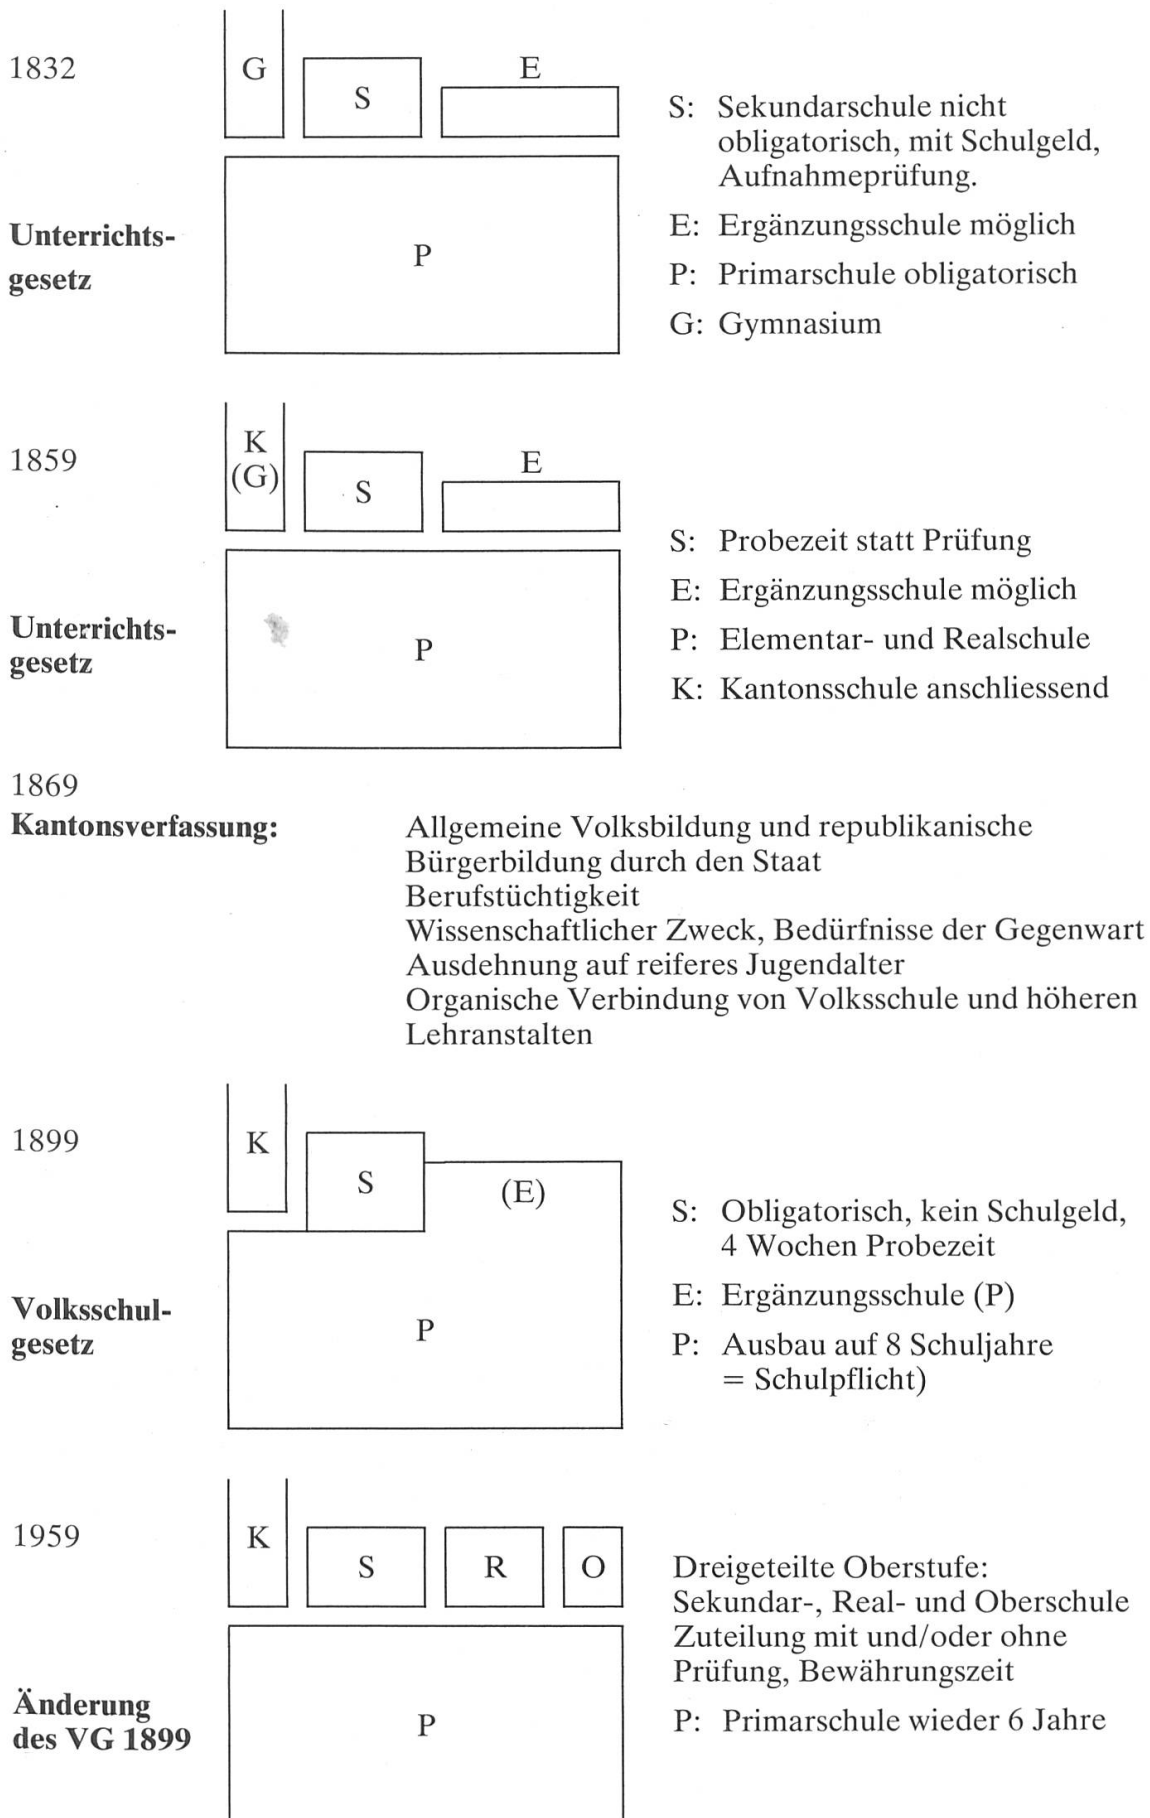 1832
G
S
E
Unterrichts-
gesetz
P
S: Sekundarschule nicht
obligatorisch, mit Schulgeld,
Aufnahmeprüfung.
E: Ergänzungsschule möglich
P: Primarschule obligatorisch
G: Gymnasium
1859
K
(G)
S
E
Unterrichts-
gesetz
P
S: Probezeit statt Prüfung
E: Ergänzungsschule möglich
P: Elementar- und Realschule
K: Kantonsschule anschliessend
1869
Kantonsverfassung:
Allgemeine Volksbildung und republikanische
Bürgerbildung durch den Staat
Berufstüchtigkeit
Wissenschaftlicher Zweck, Bedürfnisse der Gegenwart
Ausdehnung auf reiferes Jugendalter
Organische Verbindung von Volksschule und höheren
Lehranstalten
1899
K
S
(E)
Volksschul-
gesetz
P
S: Obligatorisch, kein Schulgeld,
4 Wochen Probezeit
E: Ergänzungsschule (P)
P: Ausbau auf 8 Schuljahre
= Schulpflicht)
1959
K
S
R
O
Änderung
des VG 1899
P
Dreigeteilte Oberstufe:
Sekundar-, Real- und Oberschule
Zuteilung mit und/oder ohne
Prüfung, Bewährungszeit
P: Primarschule wieder 6 Jahre